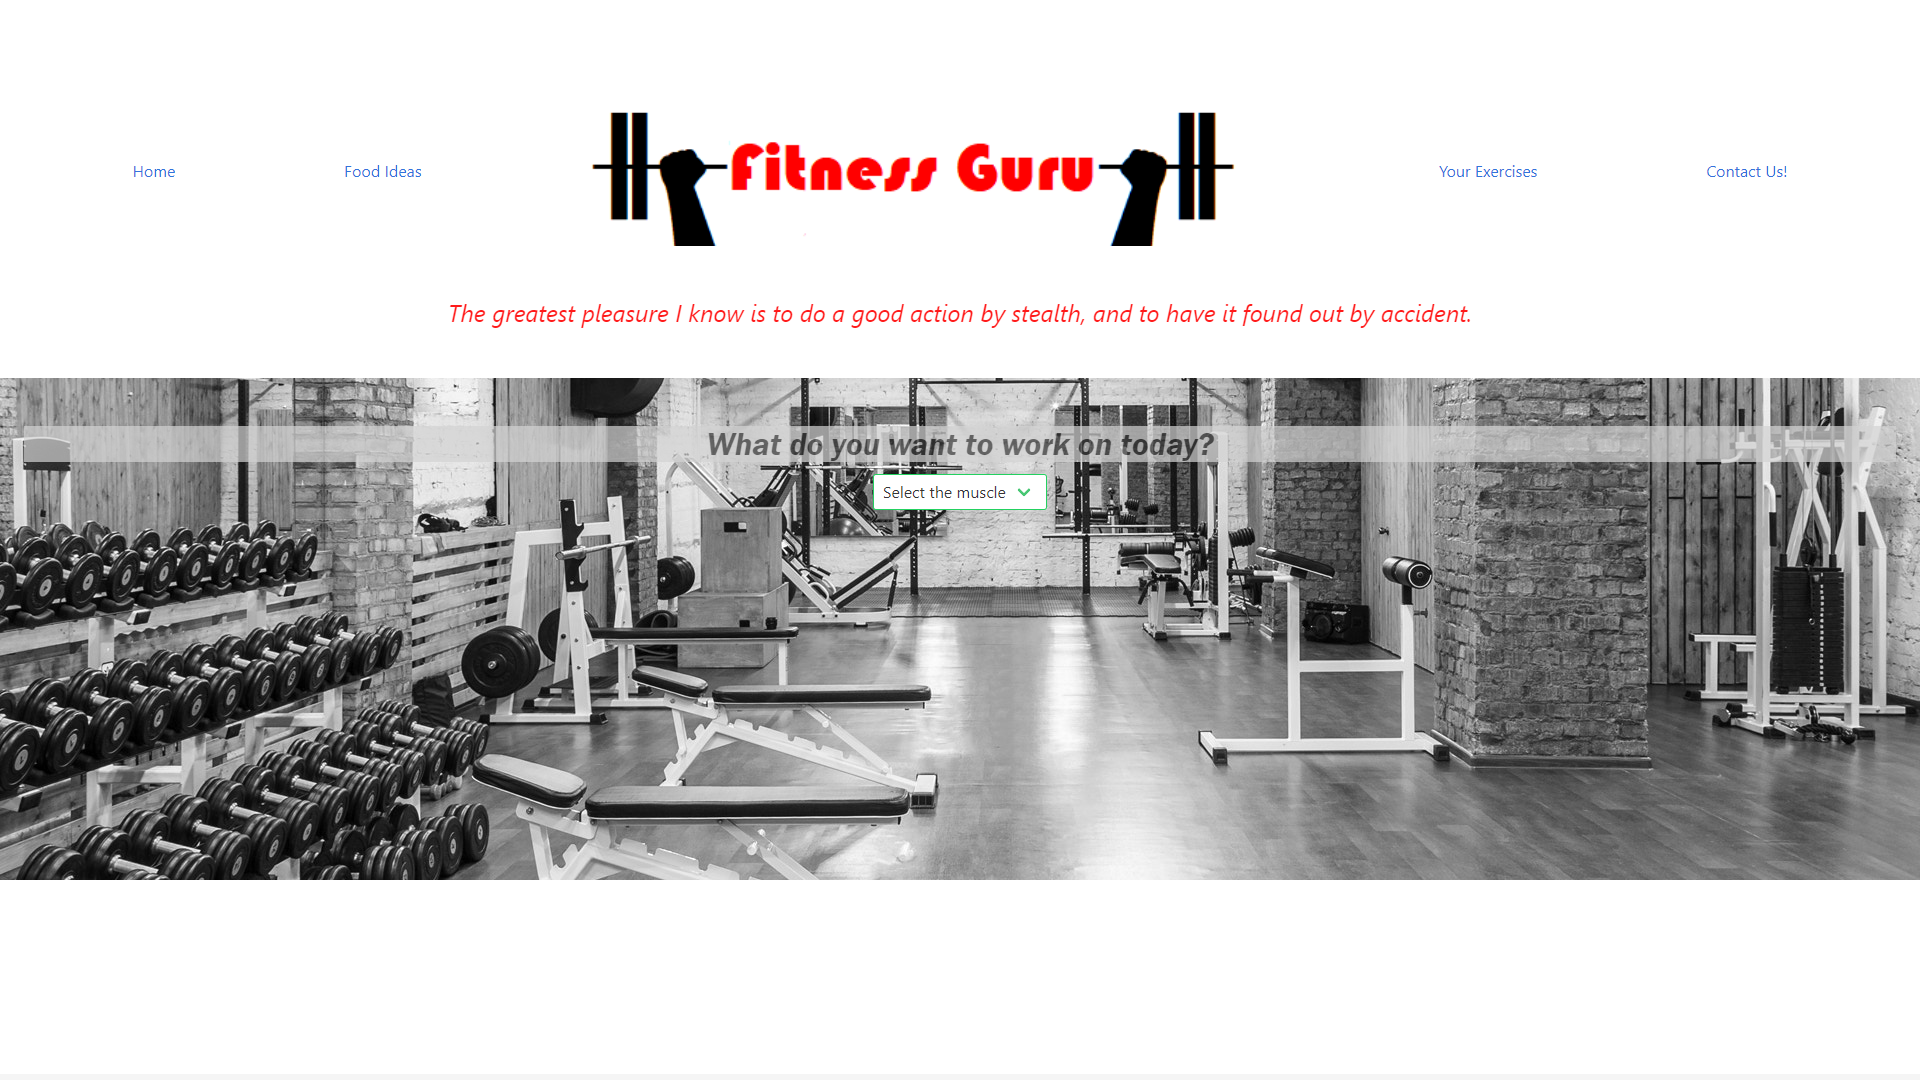 Home
Food Ideas
Fitness Guru
Your Exercises
Contact Us!
The greatest pleasure I know is to do a good action by stealth, and to have it found out by accident.
What do you want to work on today?
Select the muscle